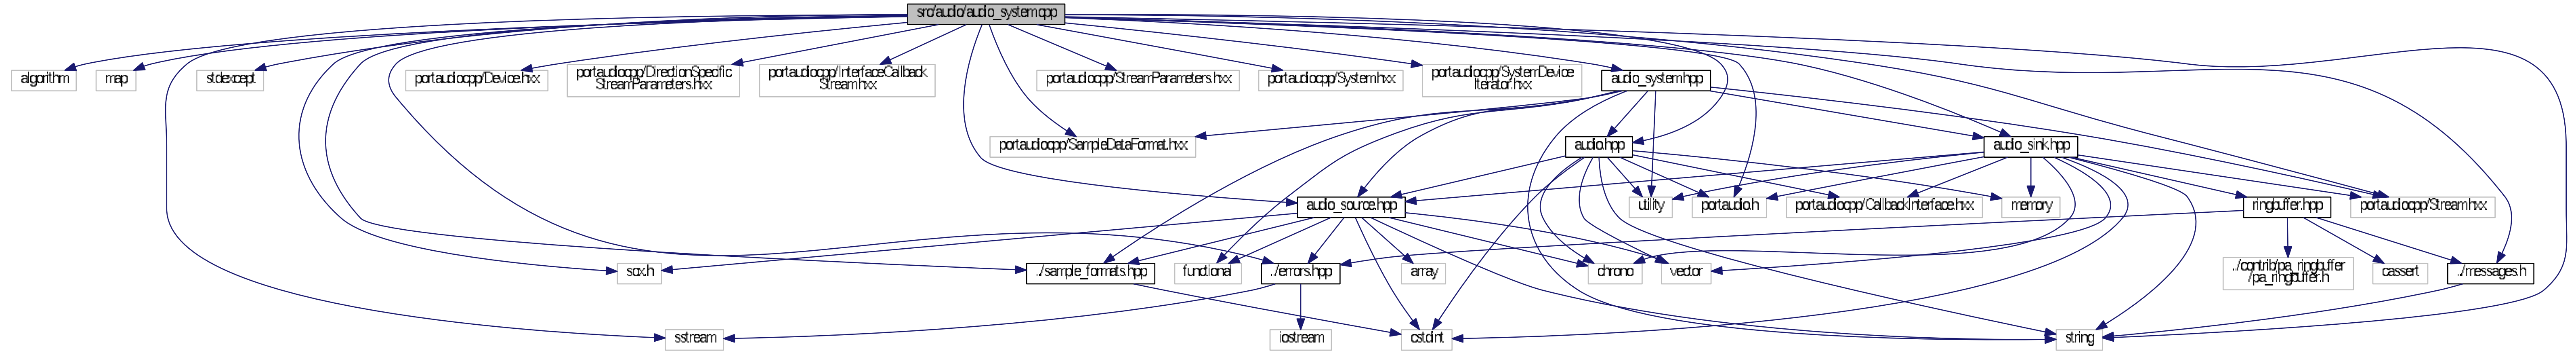 src/audio/audio_system.cpp
algorithm
map
stdexcept
portaudiocpp/Device.hxx
portaudiocpp/DirectionSpecific
StreamParameters.hxx
portaudiocpp/InterfaceCallback
Stream.hxx
portaudiocpp/StreamParameters.hxx
portaudiocpp/System.hxx
portaudiocpp/SystemDevice
Iterator.hxx
audio_system.hpp
portaudiocpp/SampleDataFormat.hxx
audio.hpp
audio_sink.hpp
audio_source.hpp
utility
portaudio.h
portaudiocpp/CallbackInterface.hxx
memory
ringbuffer.hpp
portaudiocpp/Stream.hxx
sox.h
../sample_formats.hpp
functional
../errors.hpp
array
chrono
vector
../contrib/pa_ringbuffer
/pa_ringbuffer.h
cassert
../messages.h
sstream
iostream
cstdint
string